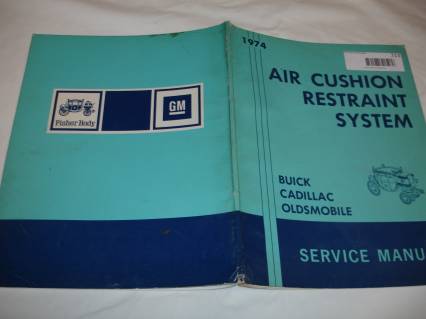 1974
AIR CUSHION
RESTRAINT
SYSTEM
BUICK
CADILLAC
OLDSMOBILE
SERVICE MANU
Fisher Body
GM